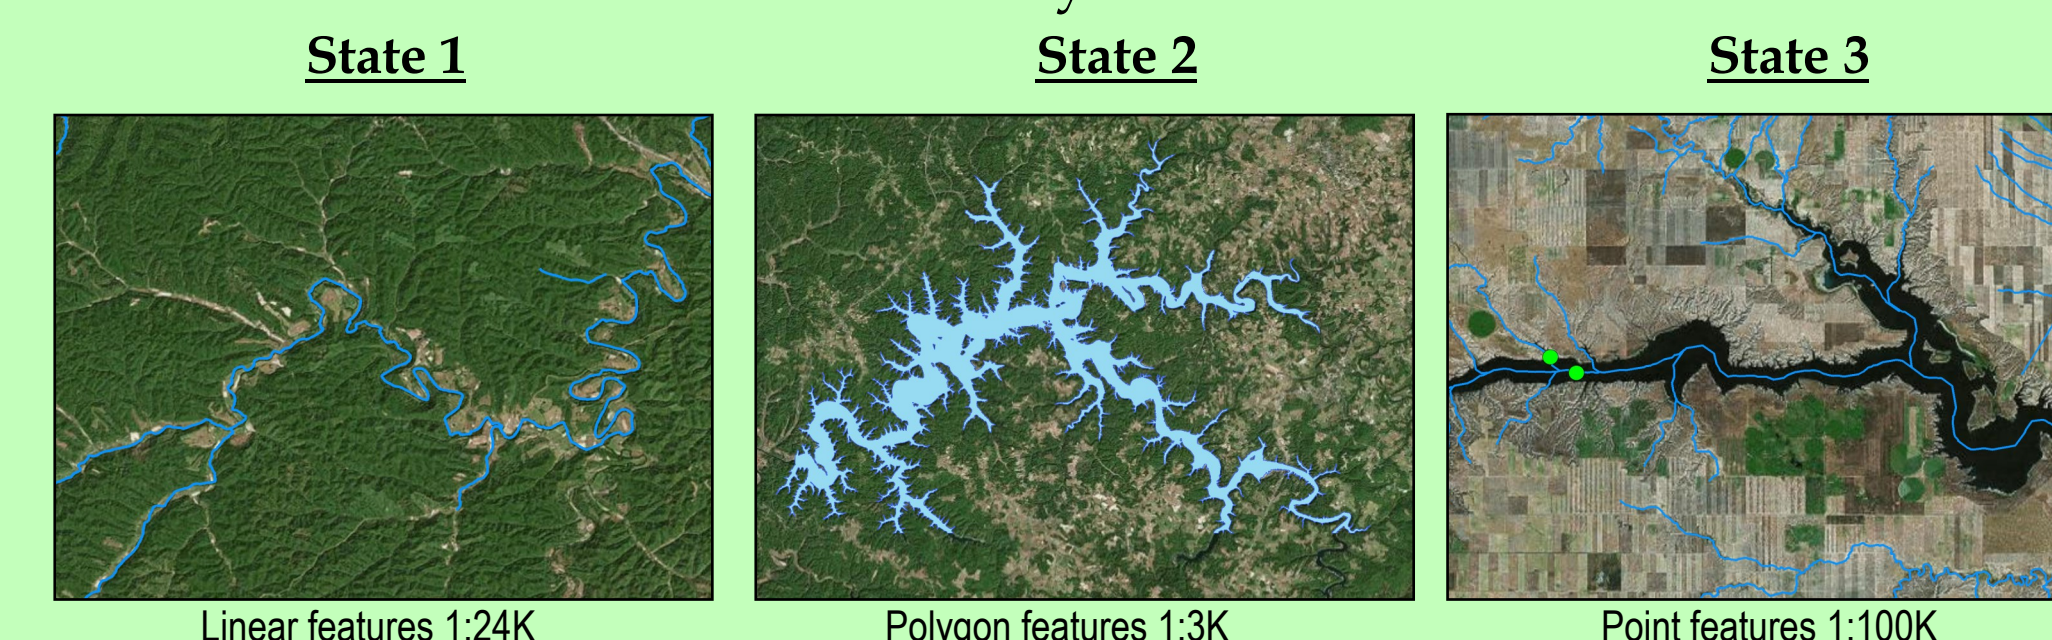 State 1
State 2
State 3
Linear features 1:24K
Polygon features 1:3K
Point features 1:100K